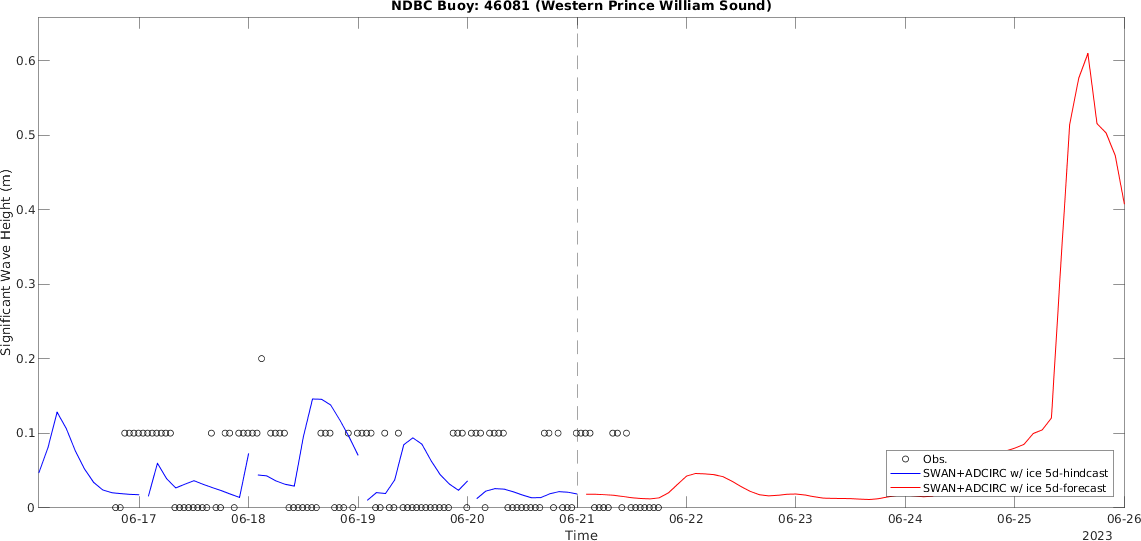 NDBC Buoy: 46081 (Western Prince William Sound)
Significant Wave Height (m)
0.6
0.5
0.4
0.3
0.2
0.1
0
Obs.
SWAN+ADCIRC w/ ice 5d-hindcast
SWAN+ADCIRC w/ ice 5d-forecast
06-17 06-18 06-19 06-20 06-21 06-22 06-23 06-24 06-25 06-26
Time
2023